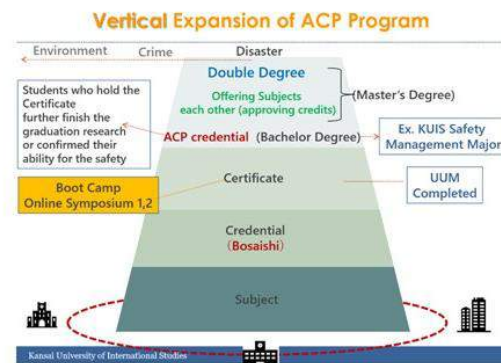 Vertical Expansion of ACP Program
Environment Crime Disaster
Double Degree
Offering Subjects
each other (approving credits)
(Master's Degree)
Students who hold the
Certificate
further finish the
graduation research
or confirmed their
ability for the safety
ACP credential (Bachelor Degree)
Ex. KUIS Safety
Management Major
Boot Camp
Online Symposium 1,2
Certificate
UUM
Completed
Credential
(Bosaishi)
Subject
Kansai University of International Studies